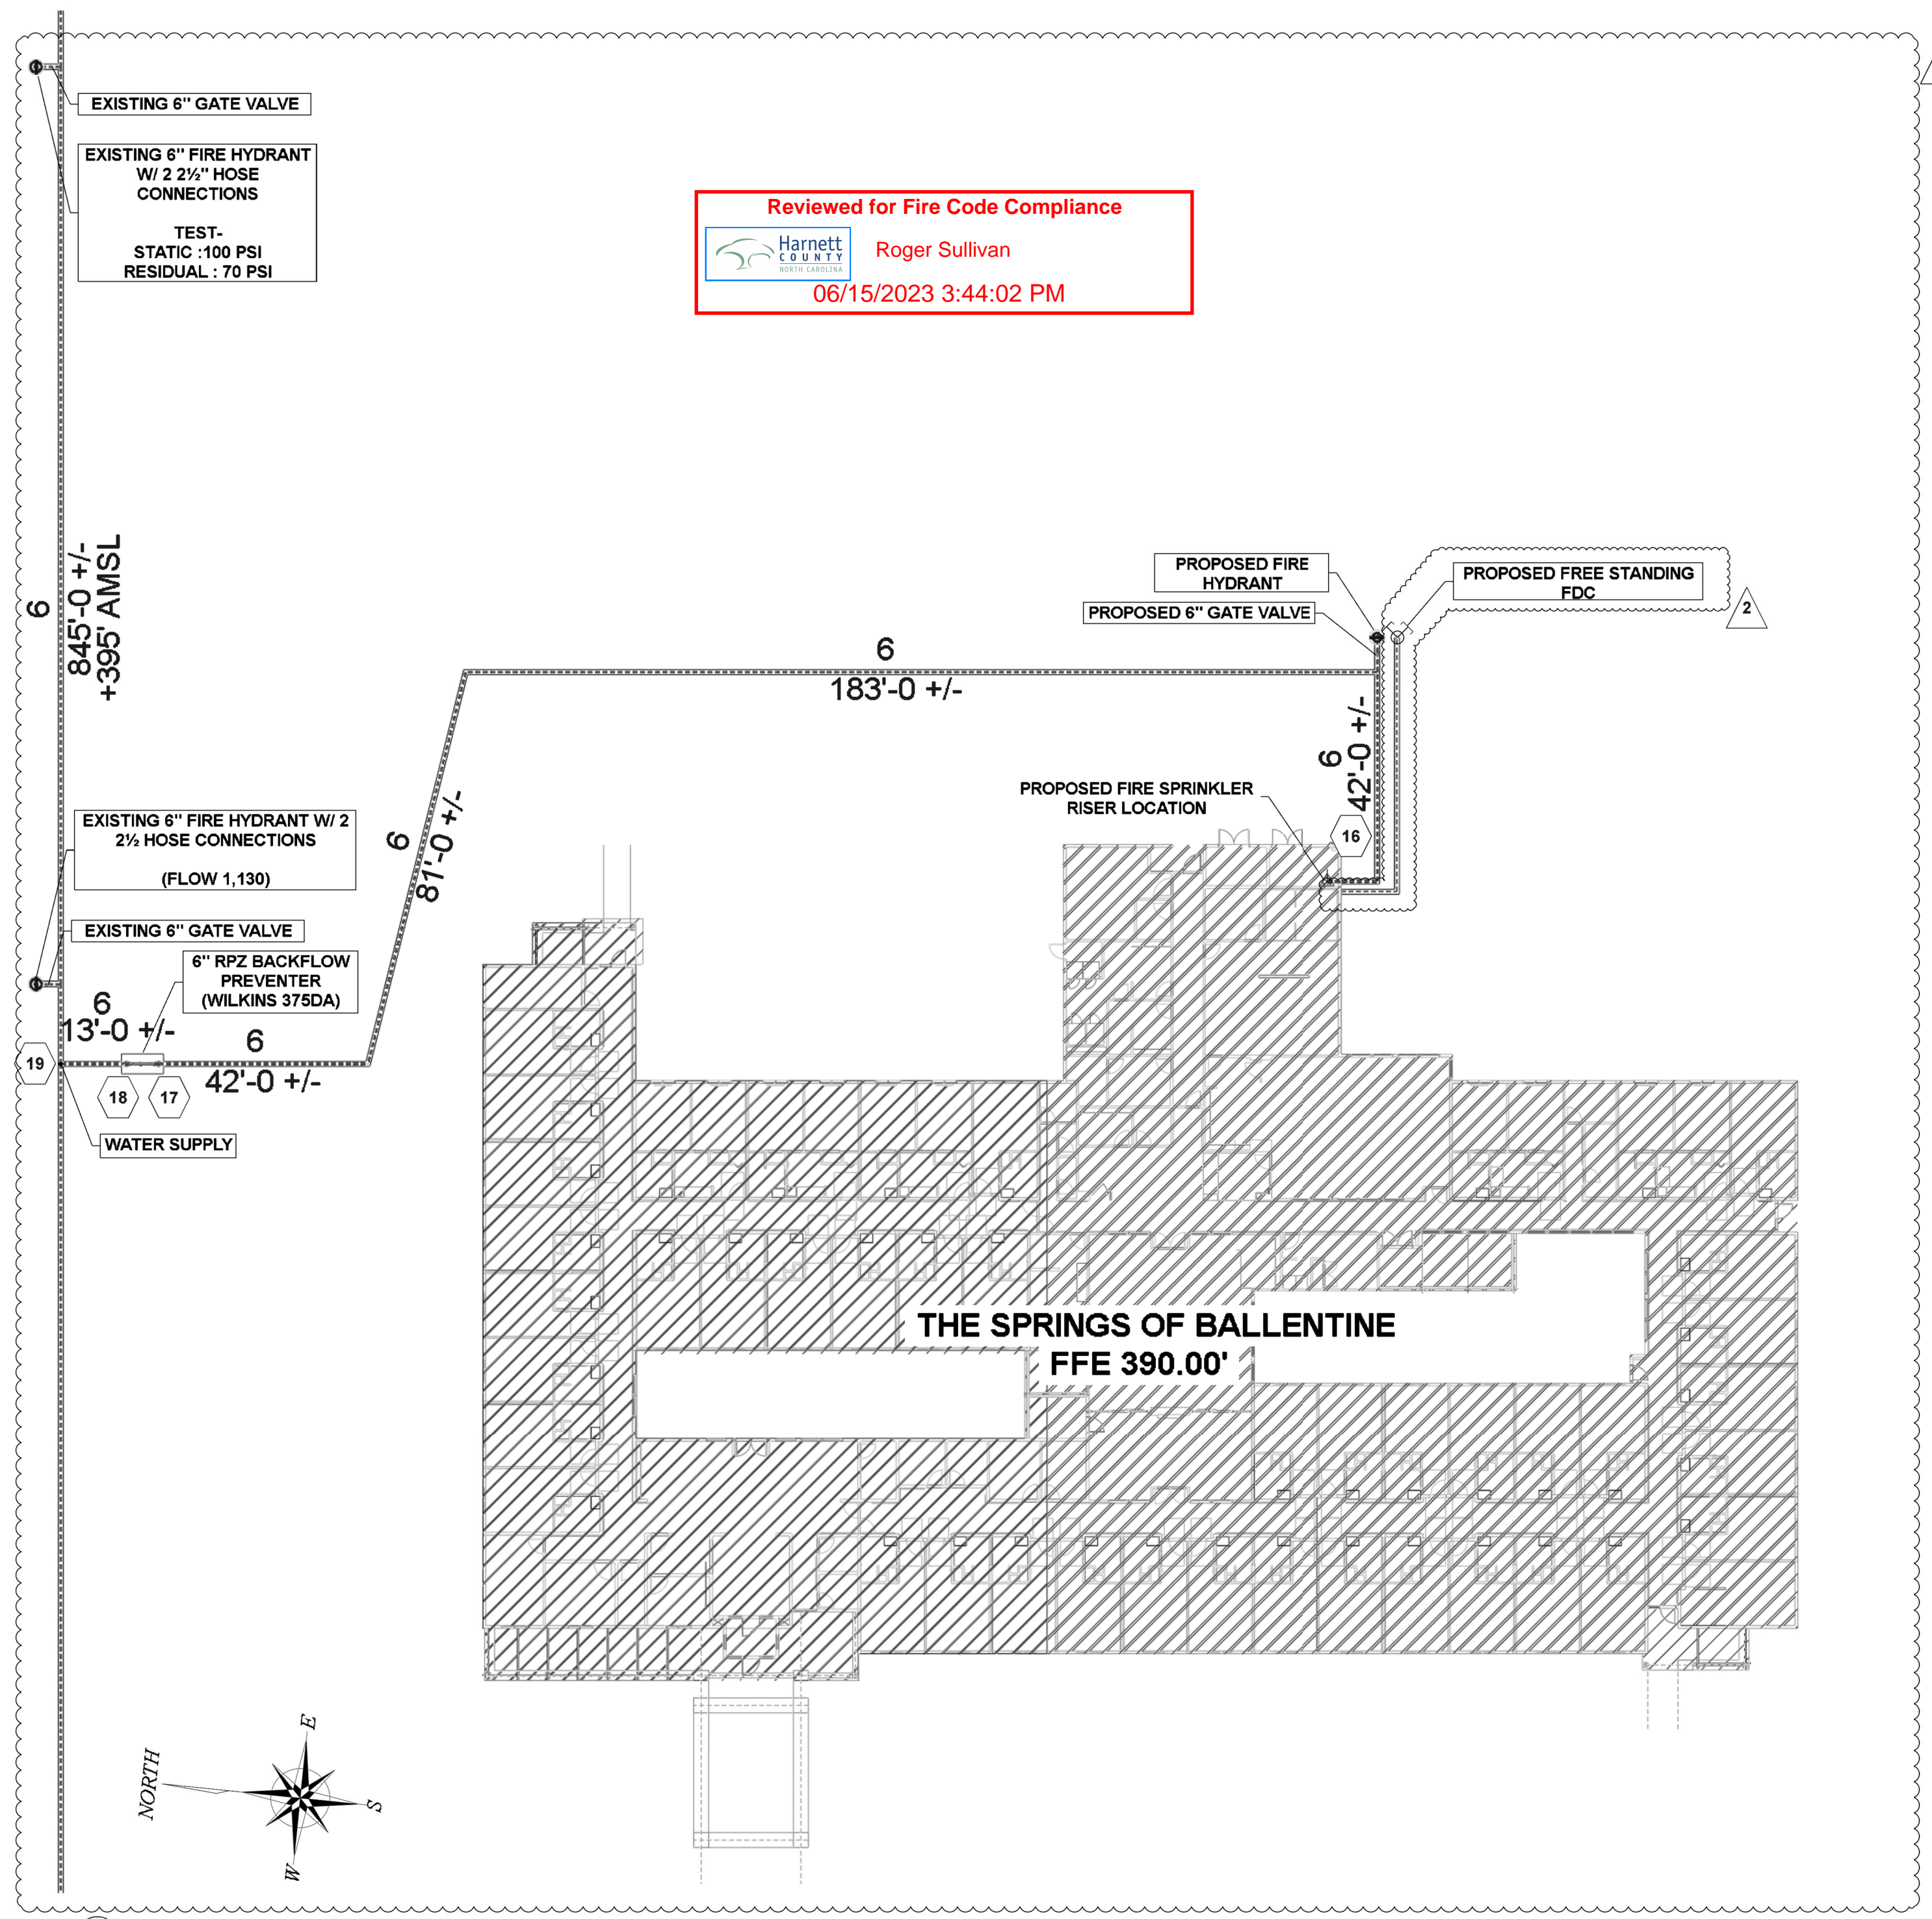 EXISTING 6" GATE VALVE
EXISTING 6" FIRE HYDRANT
W/ 2 2½" HOSE
CONNECTIONS
TEST-
STATIC :100 PSI
RESIDUAL : 70 PSI
Reviewed for Fire Code Compliance
Harnett
COUNTY
NORTH CAROLINA
Roger Sullivan
06/15/2023 3:44:02 PM
6
845'-0 +/-
+395' AMSL
PROPOSED FIRE
HYDRANT
PROPOSED FREE STANDING
FDC
PROPOSED 6" GATE VALVE
2
6
183'-0 +/-
6
42'-0 +/-
PROPOSED FIRE SPRINKLER
RISER LOCATION
16
6
81'-0 +/-
EXISTING 6" FIRE HYDRANT W/ 2
2½ HOSE CONNECTIONS
(FLOW 1,130)
EXISTING 6" GATE VALVE
6" RPZ BACKFLOW
PREVENTER
(WILKINS 375DA)
6
13'-0 +/-
6
42'-0 +/-
19
18
17
WATER SUPPLY
THE SPRINGS OF BALLENTINE
FFE 390.00'
NORTH
E
S
W